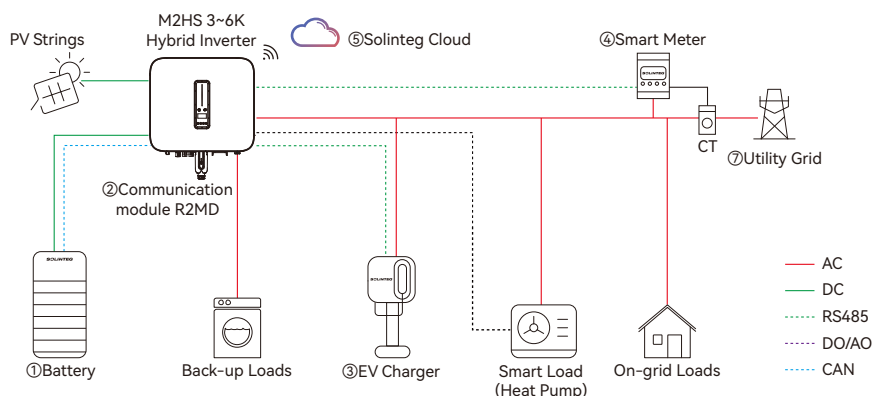 M2HS 3~6K
Hybrid Inverter
PV Strings
⑤Solinteg Cloud
④Smart Meter
SOLINTEG
CT
⑦Utility Grid
②Communication
module R2MD
SOLINTEG
SOLINTEG
①Battery
Back-up Loads
③EV Charger
Smart Load
(Heat Pump)
On-grid Loads
AC
DC
RS485
DO/AO
CAN